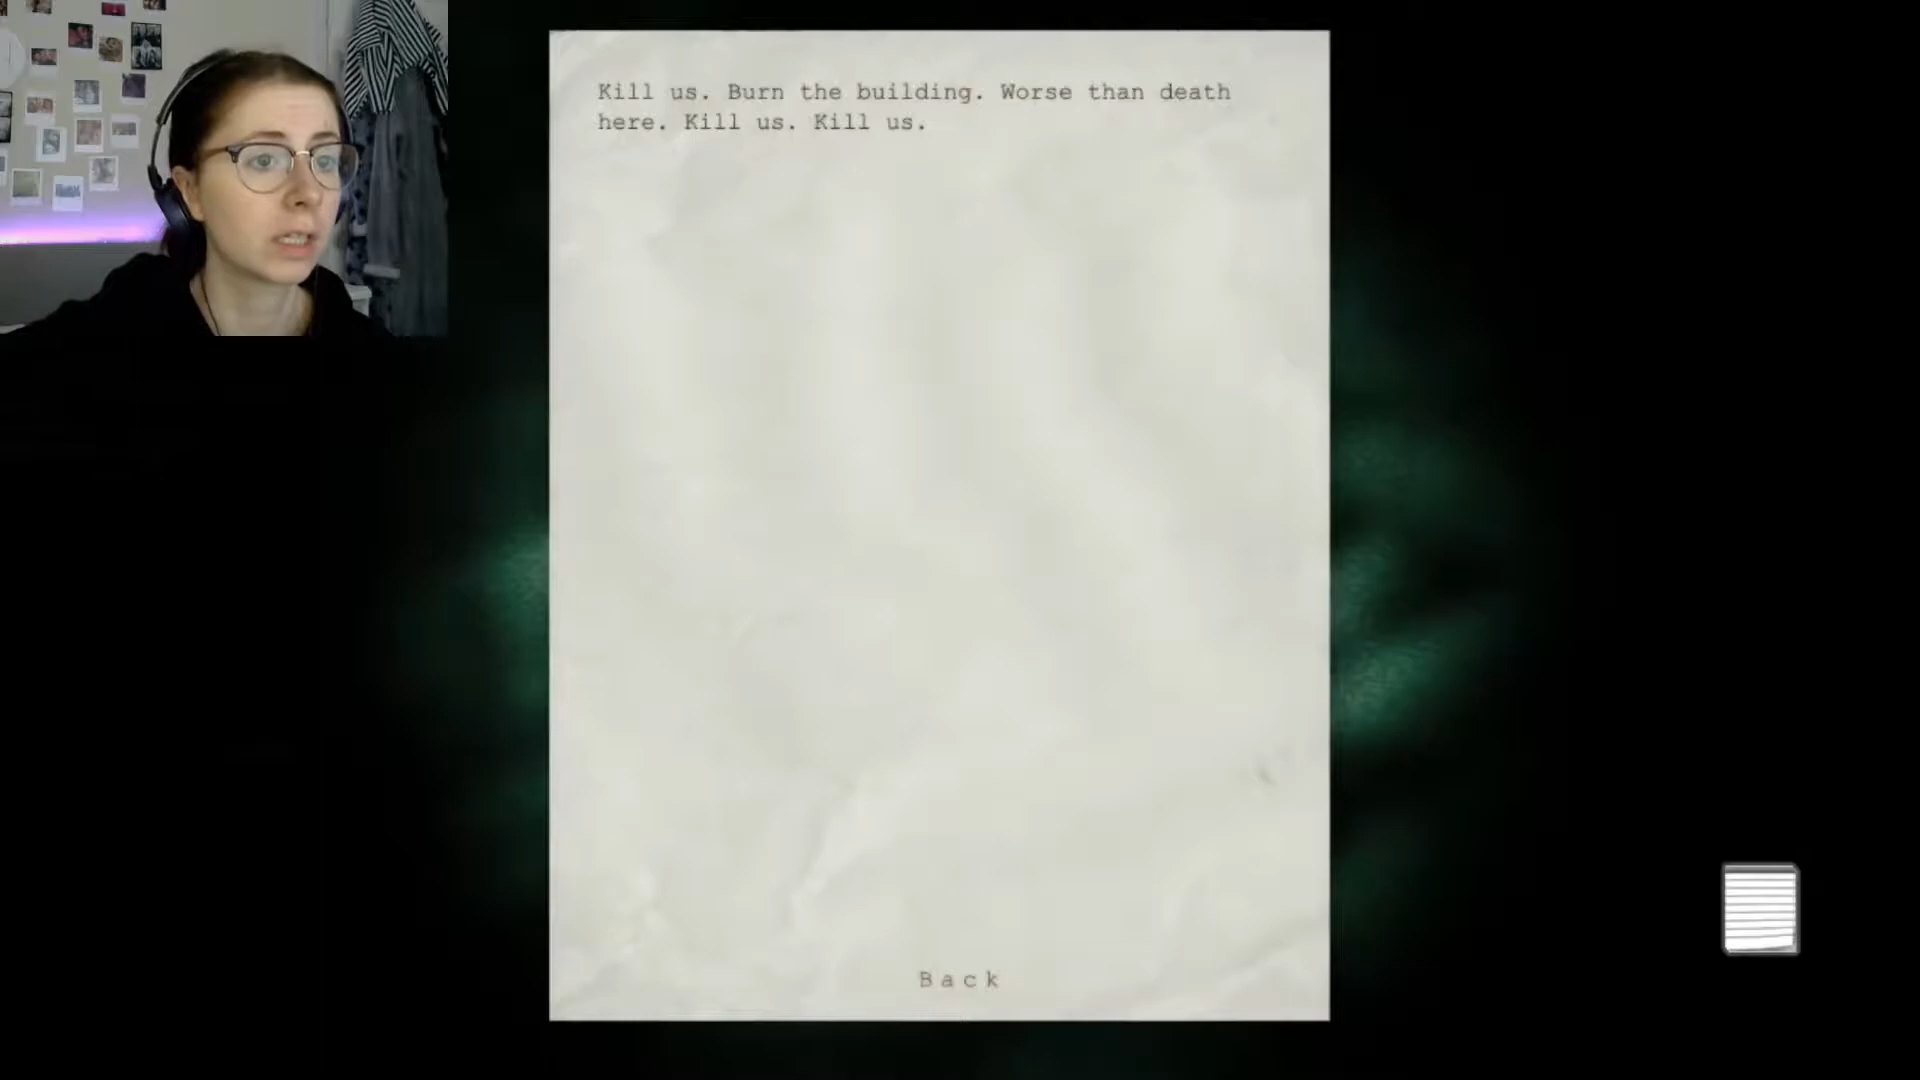 Kill us. Burn the building. Worse than death
here. Kill us. Kill us.
Back